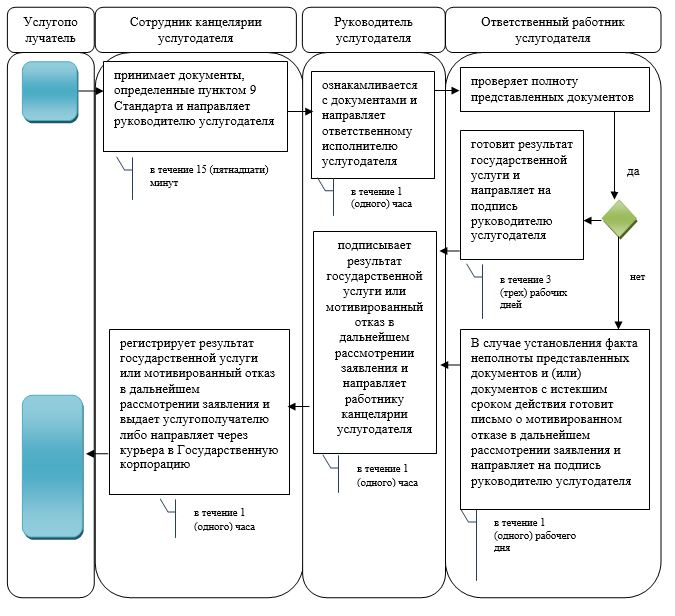 Услугопо
лучатель
Сотрудник канцелярии
услугодателя
Руководитель
услугодателя
Ответственный работник
услугодателя
принимает документы,
определенные пунктом 9
Стандарта и направляет
руководителю услугодателя
в течение 15 (пятнадцати)
минут
ознакамливается
с документами и
направляет
ответственному
исполнителю
услугодателя
в течение 1
(одного) часа
проверяет полноту
представленных документов
да
готовит результат
государственной
услуги и
направляет на
подпись
руководителю
услугодателя
в течение 3
(трех) рабочих
дней
нет
подписывает
результат
государственной
услуги или
мотивированный
отказ в
дальнейшем
рассмотрении
заявления и
направляет
работнику
канцелярии
услугодателя
в течение 1
(одного) часа
В случае установления факта
неполноты представленных
документов и (или)
документов с истекшим
сроком действия готовит
письмо о мотивированном
отказе в дальнейшем
рассмотрении заявления и
направляет на подпись
руководителю услугодателя
в течение 1
(одного) рабочего
дня
регистрирует результат
государственной услуги
или мотивированный отказ
в дальнейшем
рассмотрении заявления и
выдает услугополучателю
либо направляет через
курьера в Государственную
корпорацию
в течение 1
(одного) часа